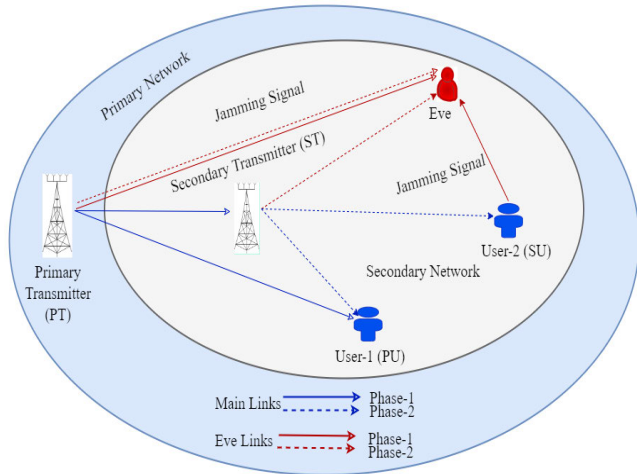 Primary Network
Jamming Signal
Eve
Secondary Transmitter (ST)
Jamming Signal
User-2 (SU)
Primary
Transmitter
(PT)
Secondary Network
User-1 (PU)
Main Links
Phase-1
Phase-2
Eve Links
Phase-1
Phase-2